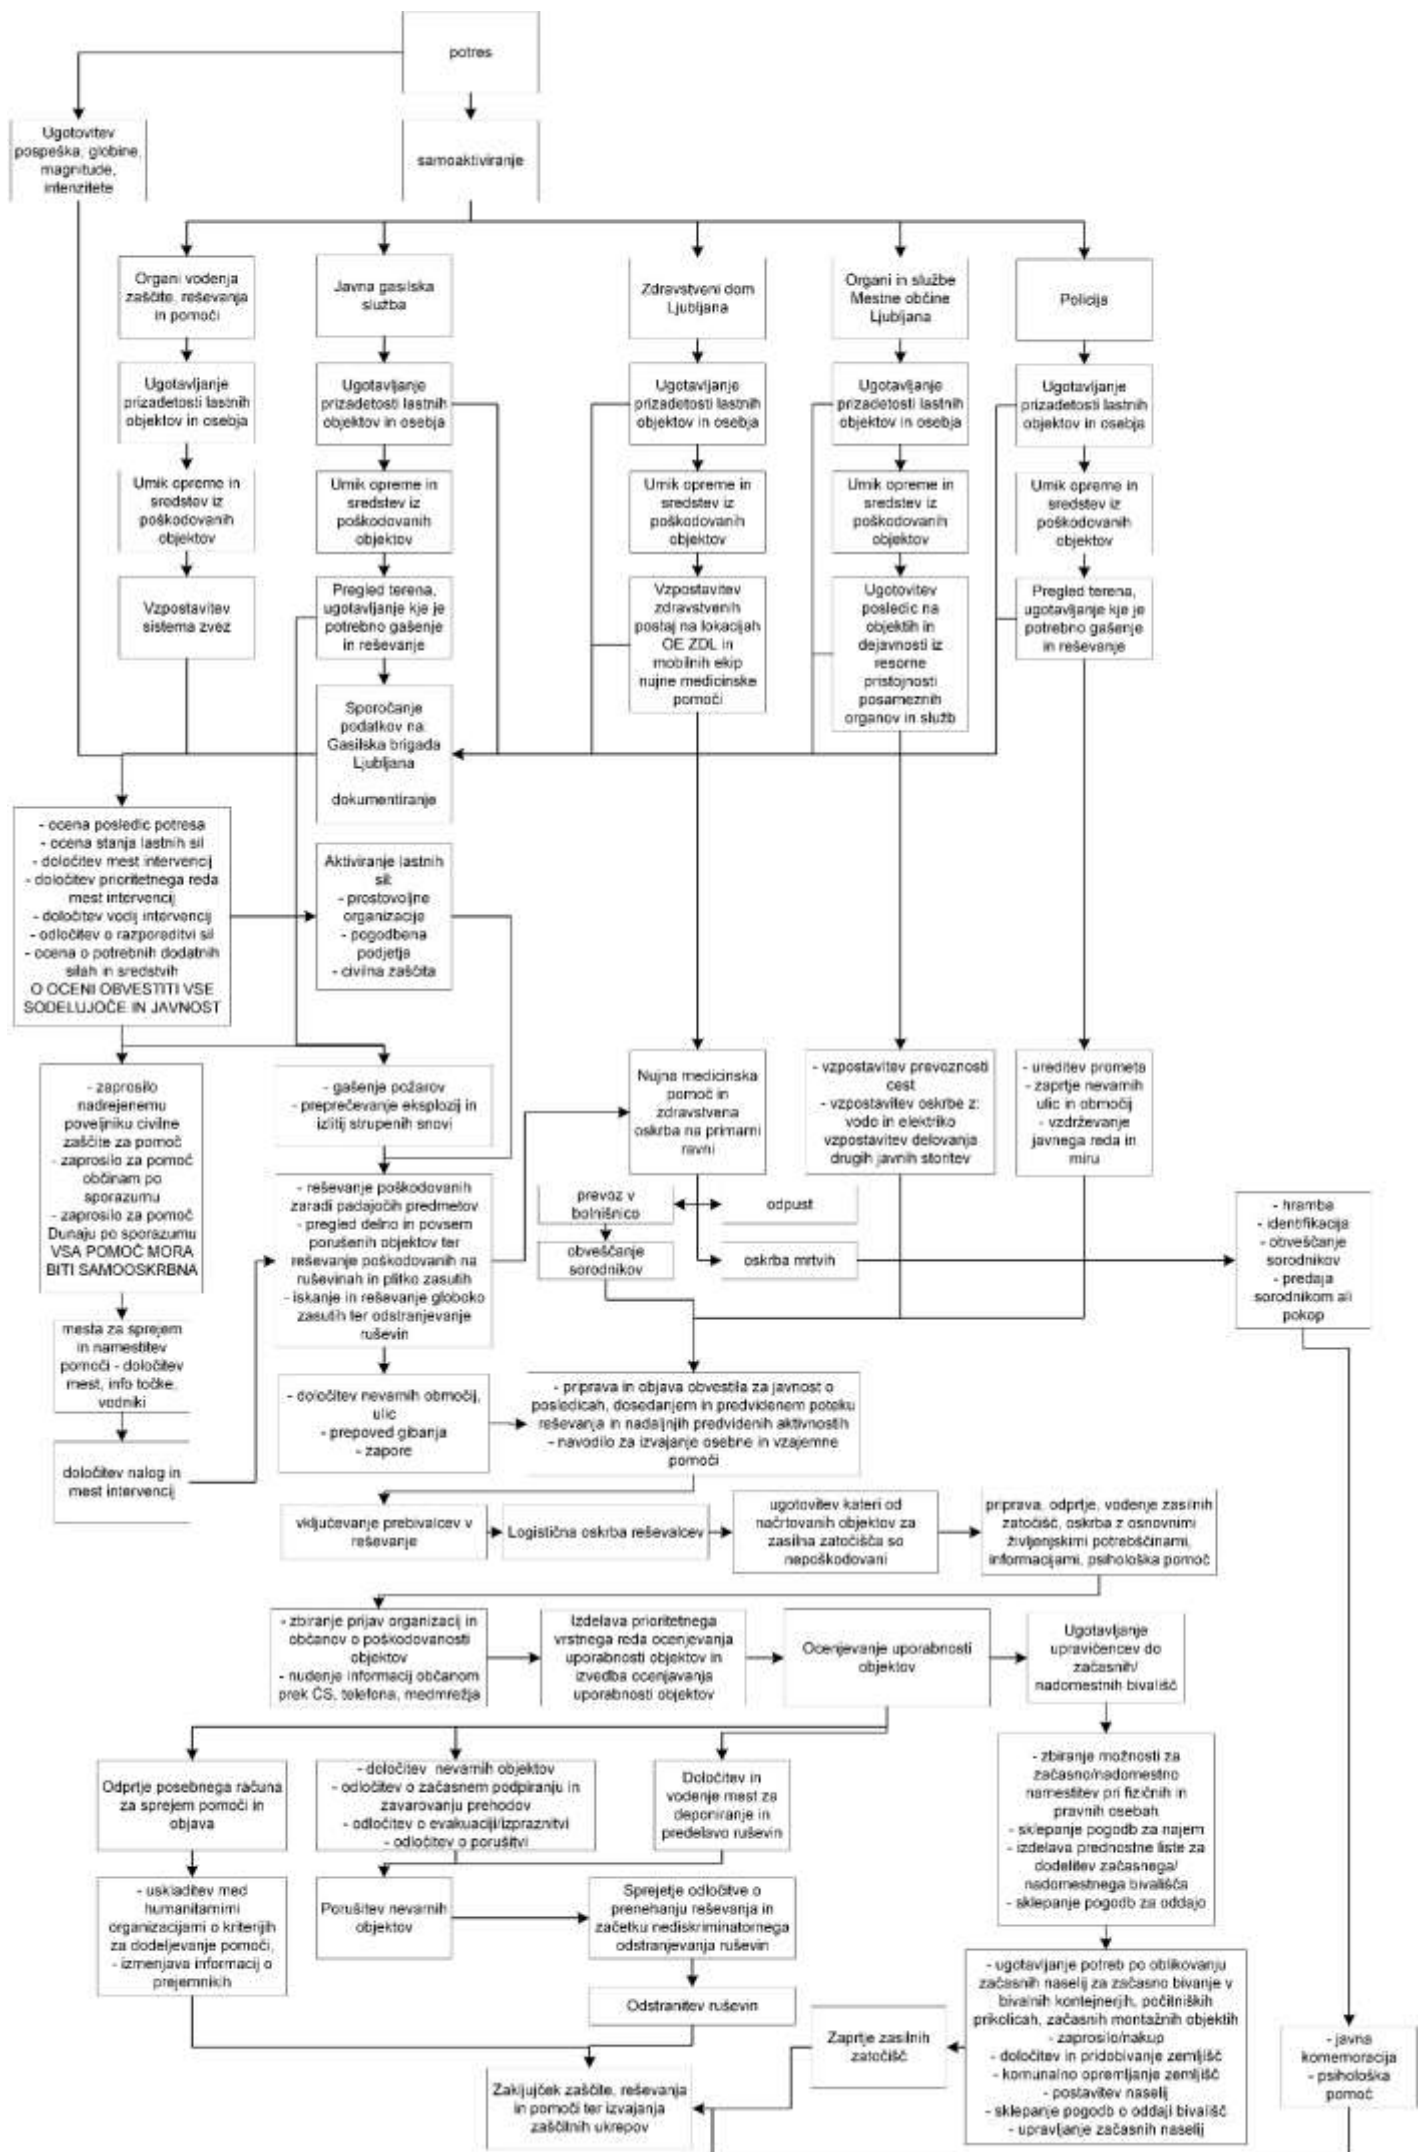 potres
Ugotovitev
pospeška, globine,
magnitude,
intenzitete
samoaktiviranje
Organi vodenja
zaščite, reševanja
in pomoči
Javna gasilska
služba
Zdravstveni dom
Ljubljana
Organi in službe
Mestne občine
Ljubljana
Policija
Ugotavljanje
prizadetosti lastnih
objektov in osebja
Ugotavljanje
prizadetosti lastnih
objektov in osebja
Ugotavljanje
prizadetosti lastnih
objektov in osebja
Ugotavljanje
prizadetosti lastnih
objektov in osebja
Ugotavljanje
prizadetosti lastnih
objektov in osebja
Umik opreme in
sredstev iz
poškodovanih
objektov
Umik opreme in
sredstev iz
poškodovanih
objektov
Umik opreme in
sredstev iz
poškodovanih
objektov
Umik opreme in
sredstev iz
poškodovanih
objektov
Umik opreme in
sredstev iz
poškodovanih
objektov
Vzpostavitev
sistema zvez
Pregled terena,
ugotavljanje kje je
potrebno gašenje
in reševanje
Vzpostavitev
zdravstvenih
postaj na lokacijah
OE ZDL in
mobilnih ekip
nujne medicinske
pomoči
Ugotovitev
posledic na
objektih in
dejavnosti iz
resorne
pristojnosti
posameznih
organov in služb
Pregled terena,
ugotavljanje kje je
potrebno gašenje
in reševanje
Sporočanje
podatkov na
Gasilska brigada
Ljubljana
dokumentiranje
- ocena posledic potresa
- ocena stanja lastnih sil
- določitev mest intervencij
- določitev prioritetnega reda
mest intervencij
- določitev vodij intervencij
- odločitev o razporeditvi sil
- ocena o potrebnih dodatnih
silah in sredstvih
O OCENI OBVESTITI VSE
SODELUJOČE IN JAVNOST
Aktiviranje lastnih
sil:
- prostovoljne
organizacije
- pogodbena
podjetja
- civilna zaščita
- zaprosilo
nadrejenemu
poveljniku civilne
zaščite za pomoč
- zaprosilo za pomoč
občinam po
sporazumu
- zaprosilo za pomoč
Dunaju po sporazumu
VSA POMOČ MORA
BITI SAMOOSKRBNA
- gašenje požarov
- preprečevanje eksplozij in
izlitij strupenih snovi
Nujna medicinska
pomoč in
zdravstvena
oskrba na primarni
ravni
- vzpostavitev prevoznosti
cest
- vzpostavitev oskrbe z:
vodo in elektriko
vzpostavitev delovanja
drugih javnih storitev
- ureditev prometa
- zaprtje nevarnih
ulic in območij
- vzdrževanje
javnega reda in
miru
- reševanje poškodovanih
zaradi padajočih predmetov
- pregled delno in povsem
porušenih objektov ter
reševanje poškodovanih na
ruševinah in plitko zasutih
- iskanje in reševanje globoko
zasutih ter odstranjevanje
ruševin
prevoz v
bolnišnico
odpust
obveščanje
sorodnikov
oskrba mrtvih
- hramba
- identifikacija
- obveščanje
sorodnikov
- predaja
sorodnikom ali
pokop
mesta za sprejem
in namestitev
pomoči - določitev
mest, info točke,
vodniki
- določitev nevarnih območij,
ulic
- prepoved gibanja
- zapore
- priprava in objava obvestila za javnost o
posledicah, dosedanjem in predvidenem poteku
reševanja in nadaljnjih predvidenih aktivnostih
- navodilo za izvajanje osebne in vzajemne
pomoči
določitev nalog in
mest intervencij
vključevanje prebivalcev v
reševanje
Logistična oskrba reševalcev
ugotovitev kateri od
načrtovanih objektov za
zasilna zatočišča so
nepoškodovani
priprava, odprtje, vodenje zasilnih
zatočišč, oskrba z osnovnimi
življenjskimi potrebščinami,
informacijami, psihološka pomoč
- zbiranje prijav organizacij in
občanov o poškodovanosti
objektov
- nudenje informacij občanom
prek ČS, telefona, medmrežja
Izdelava prioritetnega
vrstnega reda ocenjevanja
uporabnosti objektov in
izvedba ocenjavanja
uporabnosti objektov
Ocenjevanje uporabnosti
objektov
Ugotavljanje
upravičencev do
začasnih/
nadomestnih bivališč
Odprtje posebnega računa
za sprejem pomoči in
objava
- določitev nevarnih objektov
- odločitev o začasnem podpiranju in
zavarovanju prehodov
- odločitev o evakuaciji/izpraznitvi
- odločitev o porušitvi
Določitev in
vodenje mest za
deponiranje in
predelavo ruševin
- zbiranje možnosti za
začasno/nadomestno
namestitev pri fizičnih in
pravnih osebah
- sklepanje pogodb za najem
- izdelava prednostne liste za
dodelitev začasnega/
nadomestnega bivališča
- sklepanje pogodb za oddajo
- uskladitev med
humanitarnimi
organizacijami o kriterijih
za dodeljevanje pomoči,
- izmenjava informacij o
prejemnikih
Porušitev nevarnih
objektov
Sprejetje odločitve o
prenehanju reševanja in
začetku nediskriminatornega
odstranjevanja ruševin
Odstranitev ruševin
Zaprtje zasilnih
zatočišč
- ugotavljanje potreb po oblikovanju
začasnih naselij za začasno bivanje v
bivalnih kontejnerjih, počitniških
prikolicah, začasnih montažnih objektih
- zaprosilo/nakup
- določitev in pridobivanje zemljišč
- komunalno opremljanje zemljišč
- postavitev naselij
- sklepanje pogodb o oddaji bivališč
- upravljanje začasnih naselij
- javna
komemoracija
- psihološka
pomoč
Zaključek zaščite, reševanja
in pomoči ter izvajanja
zaščitnih ukrepov